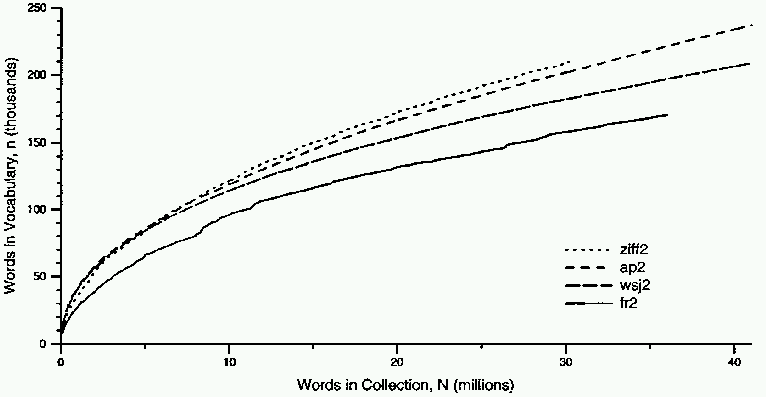 250
200
150
100
50
0
Words in Vocabulary, n (thousands)
ziff2
ap2
wsj2
fr2
0 10 20 30 40
Words in Collection, N (millions)